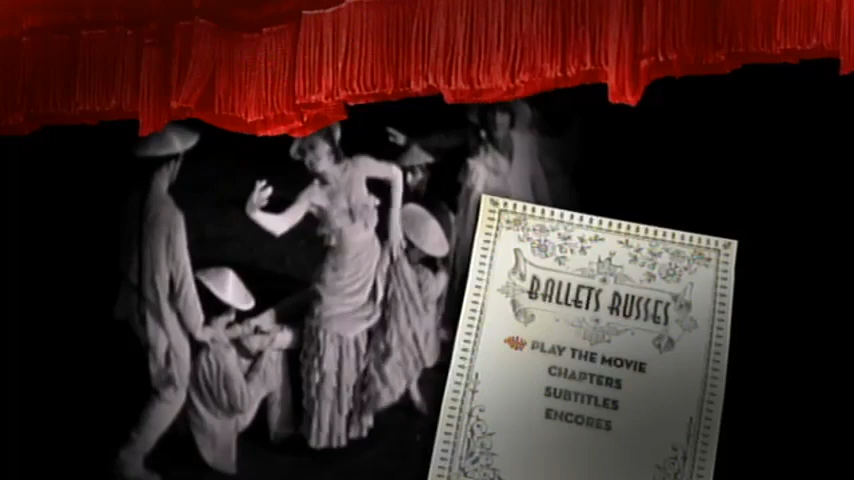 BALLETS RUSSES
PLAY THE MOVIE
CHAPTERS
SUBTITLES
ENCORES